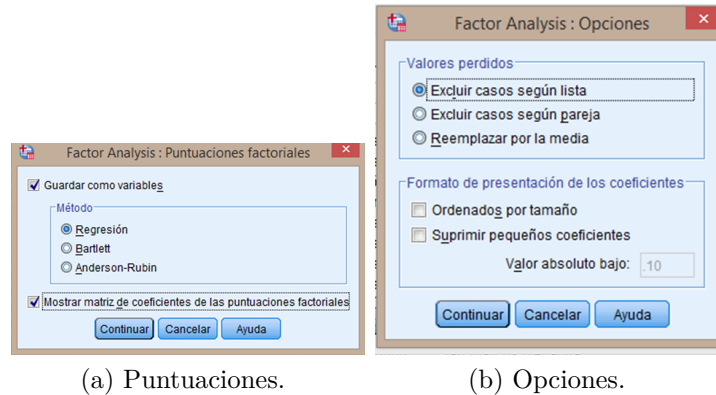 Factor Analysis : Puntuaciones factoriales
Guardar como variables
Método
Regresión
Bartlett
Anderson-Rubin
Mostrar matriz de coeficientes de las puntuaciones factoriales
Continuar Cancelar Ayuda
(a) Puntuaciones.
Factor Analysis : Opciones
Valores perdidos
Excluir casos según lista
Excluir casos según pareja
Reemplazar por la media
Formato de presentación de los coeficientes
Ordenados por tamaño
Suprimir pequeños coeficientes
Valor absoluto bajo: .10
Continuar Cancelar Ayuda
(b) Opciones.